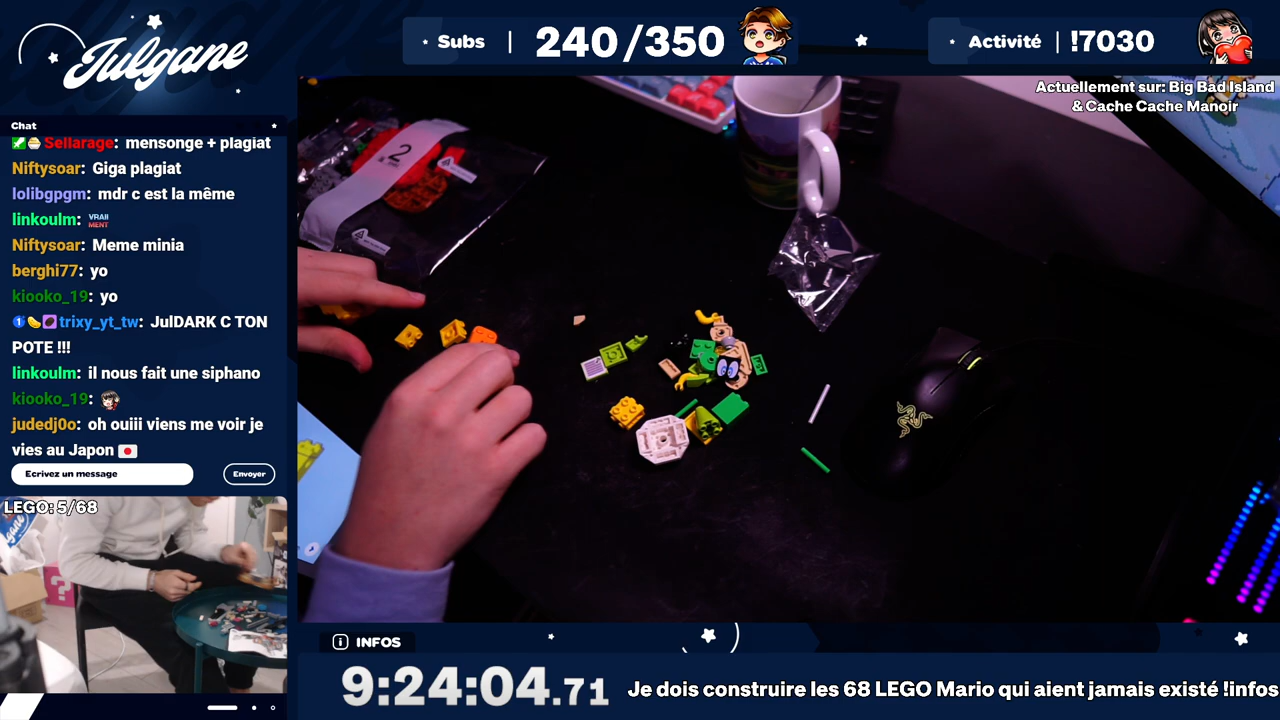 Julgane
Subs | 240/350
Activité | !7030
Actuellement sur: Big Bad Island
& Cache Cache Manoir
Chat
Sellarage: mensonge + plagiat
Niftysoar: Giga plagiat
lolibgpgm: mdr c est la même
linkoulm: VRAI
MENT
Niftysoar: Meme minia
berghi77: yo
kiooko_19: yo
trixy_yt_tw: JulDARK C TON
POTE !!!
linkoulm: il nous fait une siphano
kiooko_19:
judedj0o: oh ouiii viens me voir je
vies au Japon
Ecrivez un message
Envoyer
2
LEGO: 5/68
INFOS
9:24:04.71
Je dois construire les 68 LEGO Mario qui aient jamais existé !infos